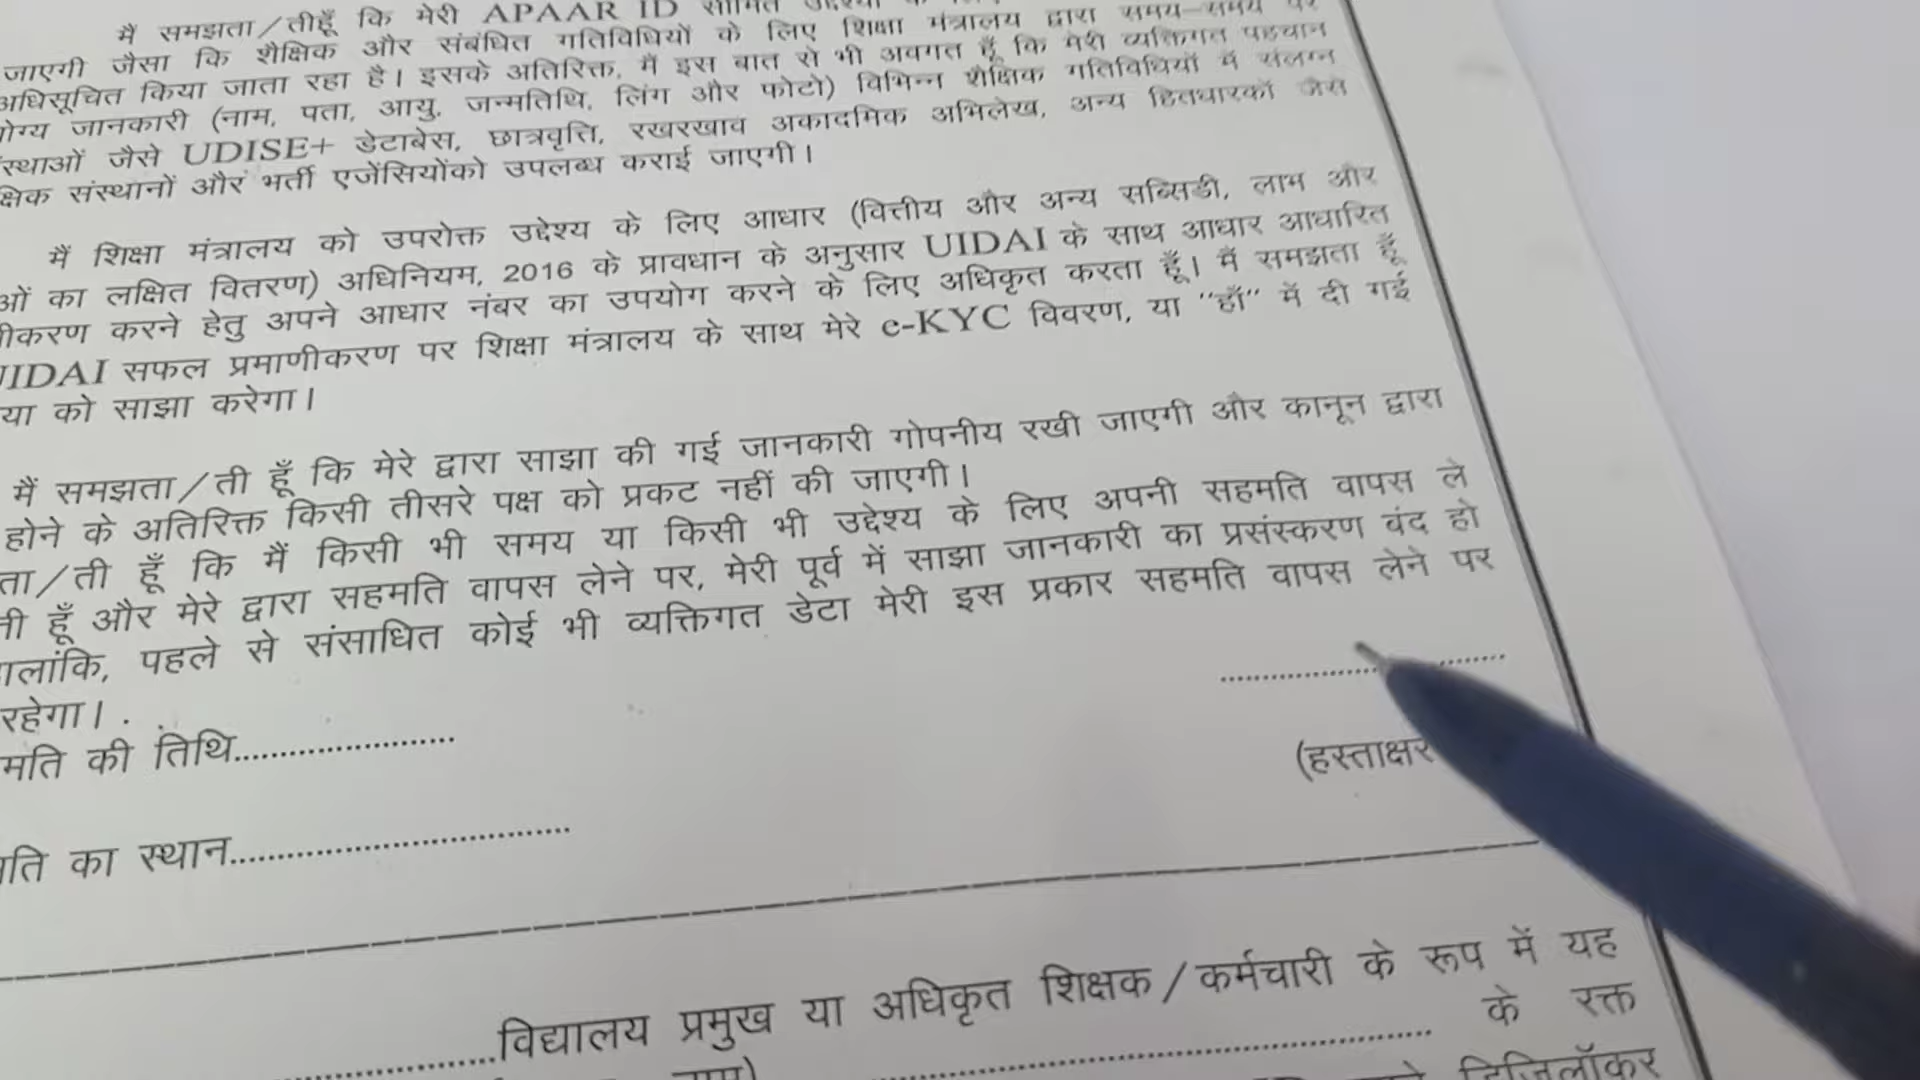 मैं समझता/तीहूँ कि मेरी APAAR ID सीमित उद्देश्यों के लिए शिक्षा मंत्रालय द्वारा समय-समय पर
जाएगी जैसा कि शैक्षिक और संबंधित गतिविधियों के
अधिसूचित किया जाता रहा है। इसके अतिरिक्त, मैं इस बात से भी अवगत हूँ कि मेरी व्यक्तिगत पहचान
जानकारी (नाम, पता, आयु, जन्मतिथि, लिंग और फोटो) विभिन्न शैक्षिक गतिविधियों में संलग्न
जैसे UDISE+ डेटाबेस, छात्रवृत्ति, रखरखाव अकादमिक अभिलेख, अन्य हितधारकों जैसे
संस्थानों और भर्ती एजेंसियोंको उपलब्ध कराई जाएगी।
मैं शिक्षा मंत्रालय को उपरोक्त उद्देश्य के लिए आधार (वित्तीय और अन्य सब्सिडी, लाभ और
ओं का लक्षित वितरण) अधिनियम, 2016 के प्रावधान के अनुसार UIDAI के साथ आधार आधारित
करने हेतु अपने आधार नंबर का उपयोग करने के लिए अधिकृत करता हूँ। मैं समझता हूँ
UIDAI सफल प्रमाणीकरण पर शिक्षा मंत्रालय के साथ मेरे e-KYC विवरण, या "हाँ" में दी गई
या को साझा करेगा।
मैं समझता/ती हूँ कि मेरे द्वारा साझा की गई जानकारी गोपनीय रखी जाएगी और कानून द्वारा
होने के अतिरिक्त किसी तीसरे पक्ष को प्रकट नहीं की जाएगी।
ता/ती हूँ कि मैं किसी भी समय या किसी भी उद्देश्य के लिए अपनी सहमति वापस ले
हूँ और मेरे द्वारा सहमति वापस लेने पर, मेरी पूर्व में साझा जानकारी का प्रसंस्करण बंद हो
पहले से संसाधित कोई भी व्यक्तिगत डेटा मेरी इस प्रकार सहमति वापस लेने पर
रहेगा।
मति की तिथि......................
......................
(हस्ताक्षर
ति का स्थान..............................
..............विद्यालय प्रमुख या अधिकृत शिक्षक/कर्मचारी के रूप में यह
के रक्त
डिजिलॉकर